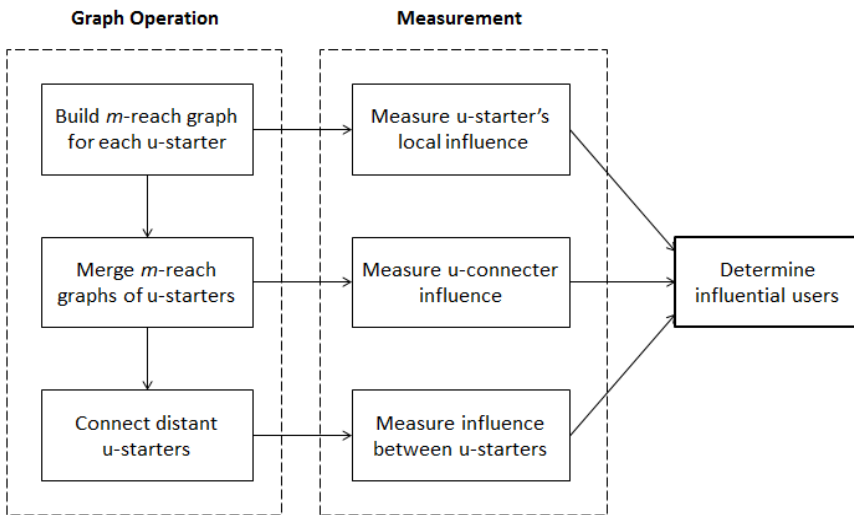 Graph Operation
Measurement
Build m-reach graph
for each u-starter
Measure u-starter's
local influence
Merge m-reach
graphs of u-starters
Measure u-connecter
influence
Determine
influential users
Connect distant
u-starters
Measure influence
between u-starters